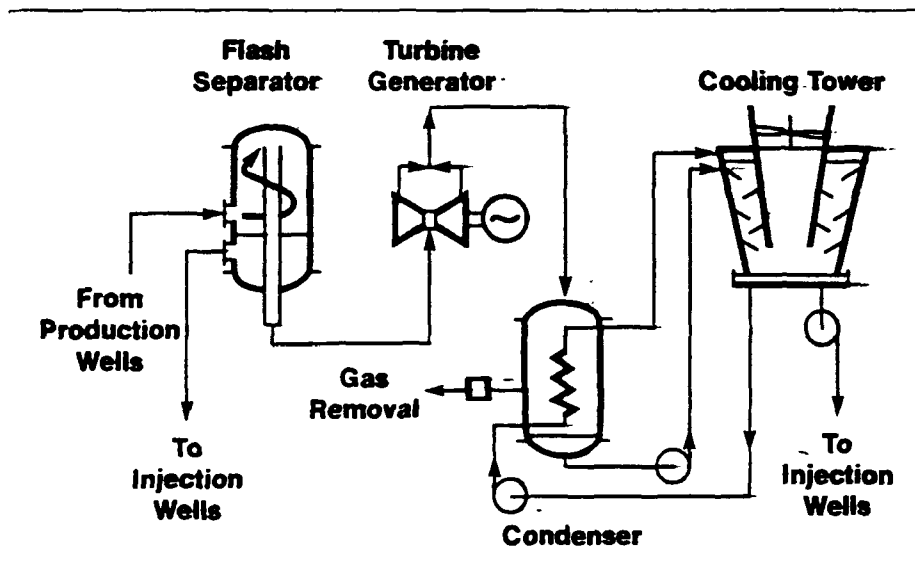 Flash
Separator
Turbine
Generator
Cooling Tower
From
Production
Wells
Gas
Removal
To
Injection
Wells
To
Injection
Wells
Condenser